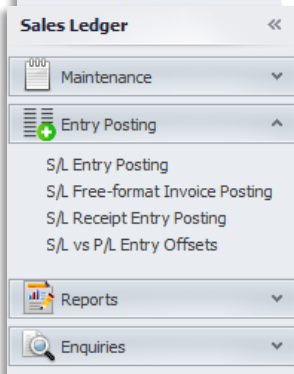 Sales Ledger
Maintenance
Entry Posting
S/L Entry Posting
S/L Free-format Invoice Posting
S/L Receipt Entry Posting
S/L vs P/L Entry Offsets
Reports
Enquiries